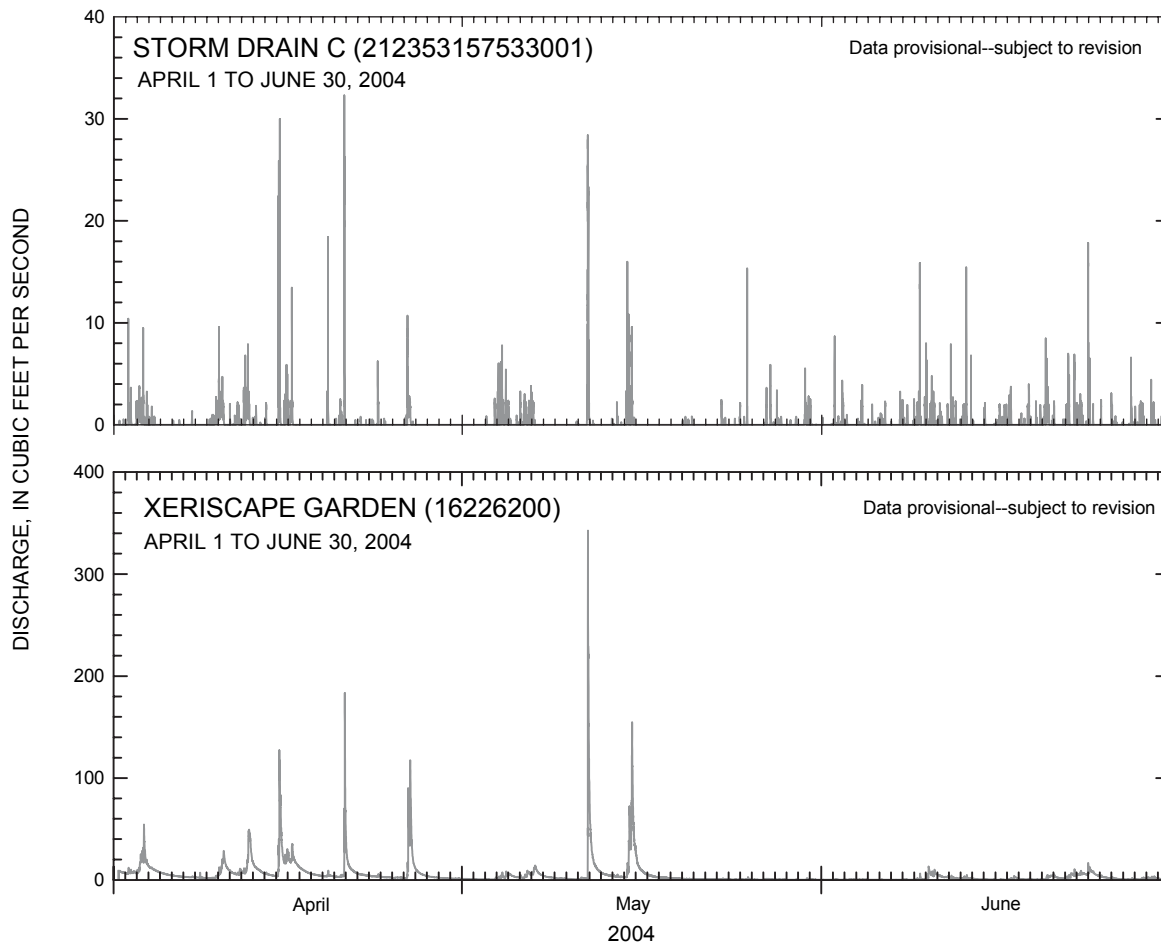 DISCHARGE, IN CUBIC FEET PER SECOND
STORM DRAIN C (212353157533001)
APRIL 1 TO JUNE 30, 2004
Data provisional--subject to revision
40
30
20
10
0
XERISCAPE GARDEN (16226200)
APRIL 1 TO JUNE 30, 2004
Data provisional--subject to revision
400
300
200
100
0
April May June
2004